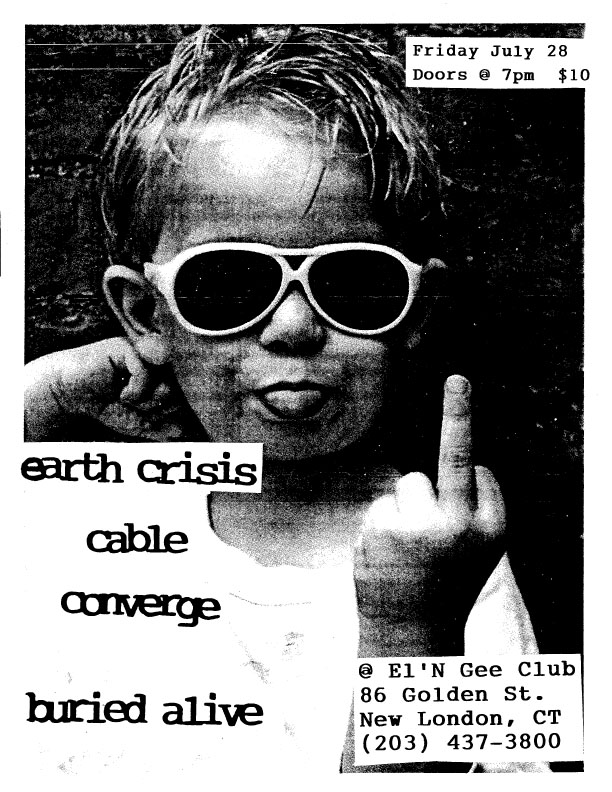 Friday July 28
Doors @ 7pm $10
earth crisis
cable
converge
buried alive
@ El'N Gee Club
86 Golden St.
New London, CT
(203) 437-3800